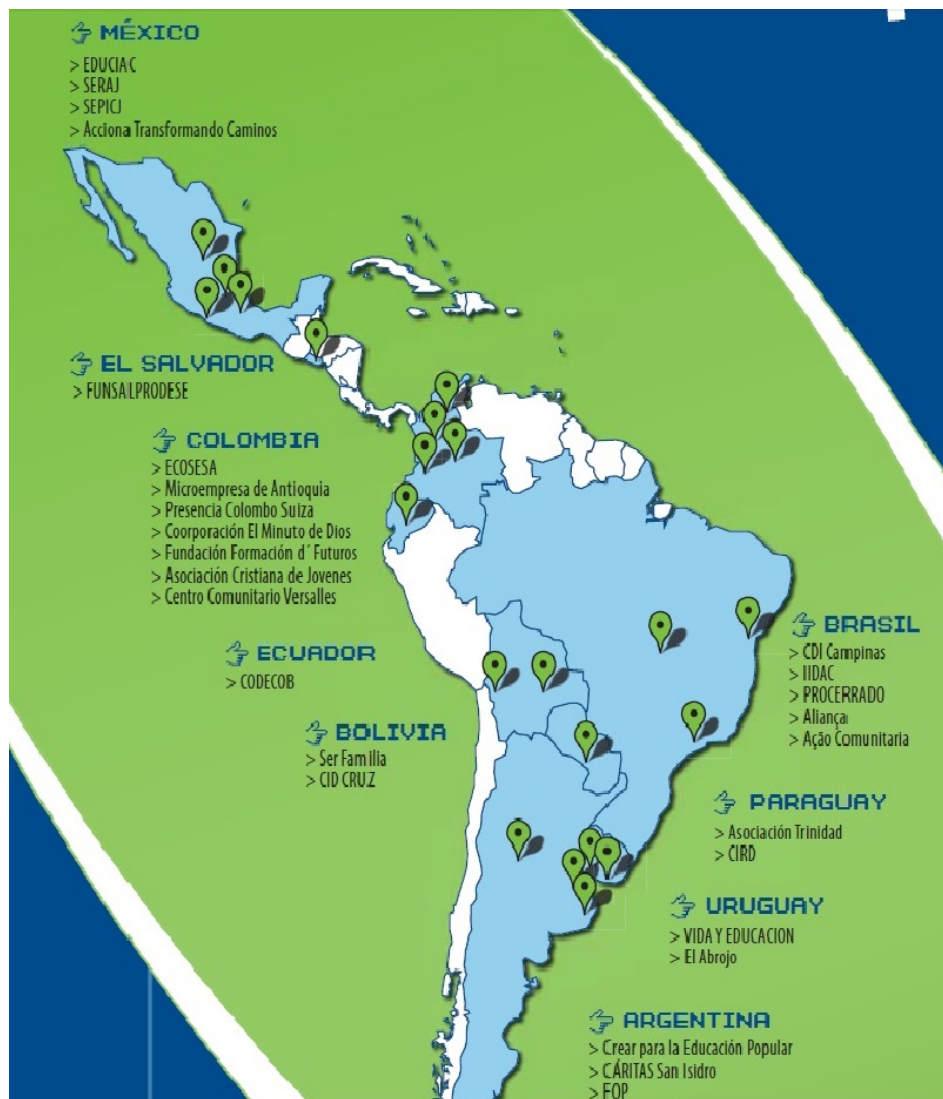 MÉXICO
> EDUCIAC
> SERAJ
> SEPICJ
> Acciona Transformando Caminos
EL SALVADOR
> FUNSALPRODESE
COLOMBIA
> ECOSESA
> Microempresa de Antioquia
> Presencia Colombo Suiza
> Coorporación El Minuto de Dios
> Fundación Formación d´ Futuros
> Asociación Cristiana de Jovenes
> Centro Comunitario Versalles
ECUADOR
> CODECOB
BOLIVIA
> Ser Familia
> CID CRUZ
BRASIL
> CDI Campinas
> IIDAC
> PROCERRADO
> Aliança
> Ação Comunitaria
PARAGUAY
> Asociación Trinidad
> CIRD
URUGUAY
> VIDA Y EDUCACION
> El Abrojo
ARGENTINA
> Crear para la Educación Popular
> CÁRITAS San Isidro
> FOP